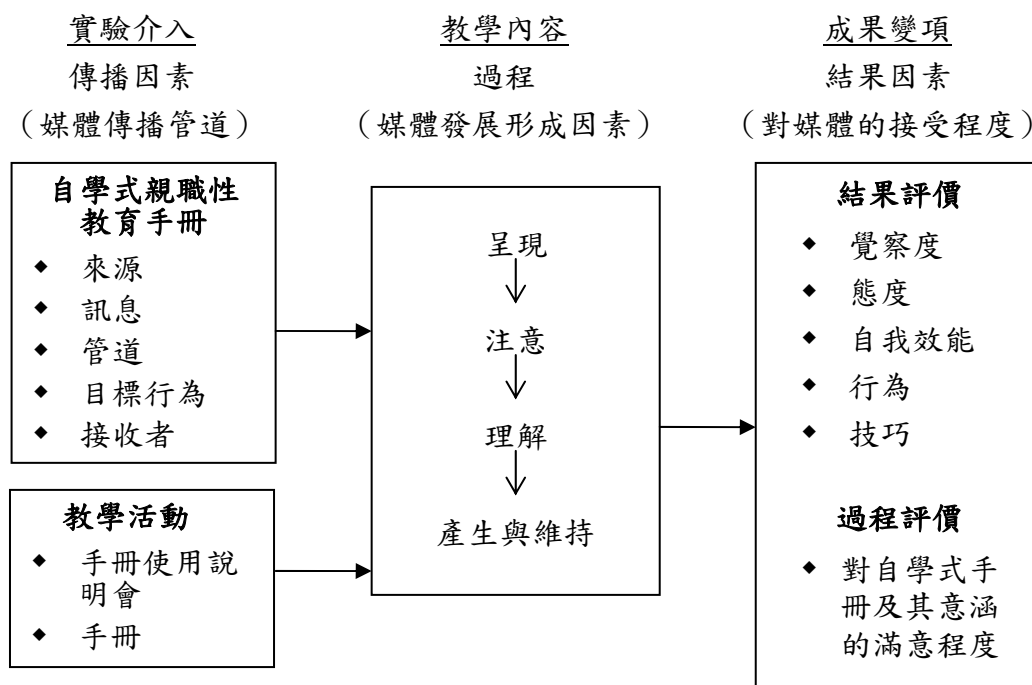 實驗介入
傳播因素
（媒體傳播管道）
自學式親職性
教育手冊
◆ 來源
◆ 訊息
◆ 管道
◆ 目標行為
◆ 接收者
教學活動
◆ 手冊使用說
明會
◆ 手冊
教學內容
過程
（媒體發展形成因素）
呈現
注意
理解
產生與維持
成果變項
結果因素
（對媒體的接受程度）
結果評價
◆ 覺察度
◆ 態度
◆ 自我效能
◆ 行為
◆ 技巧
過程評價
◆ 對自學式手
冊及其意涵
的滿意程度